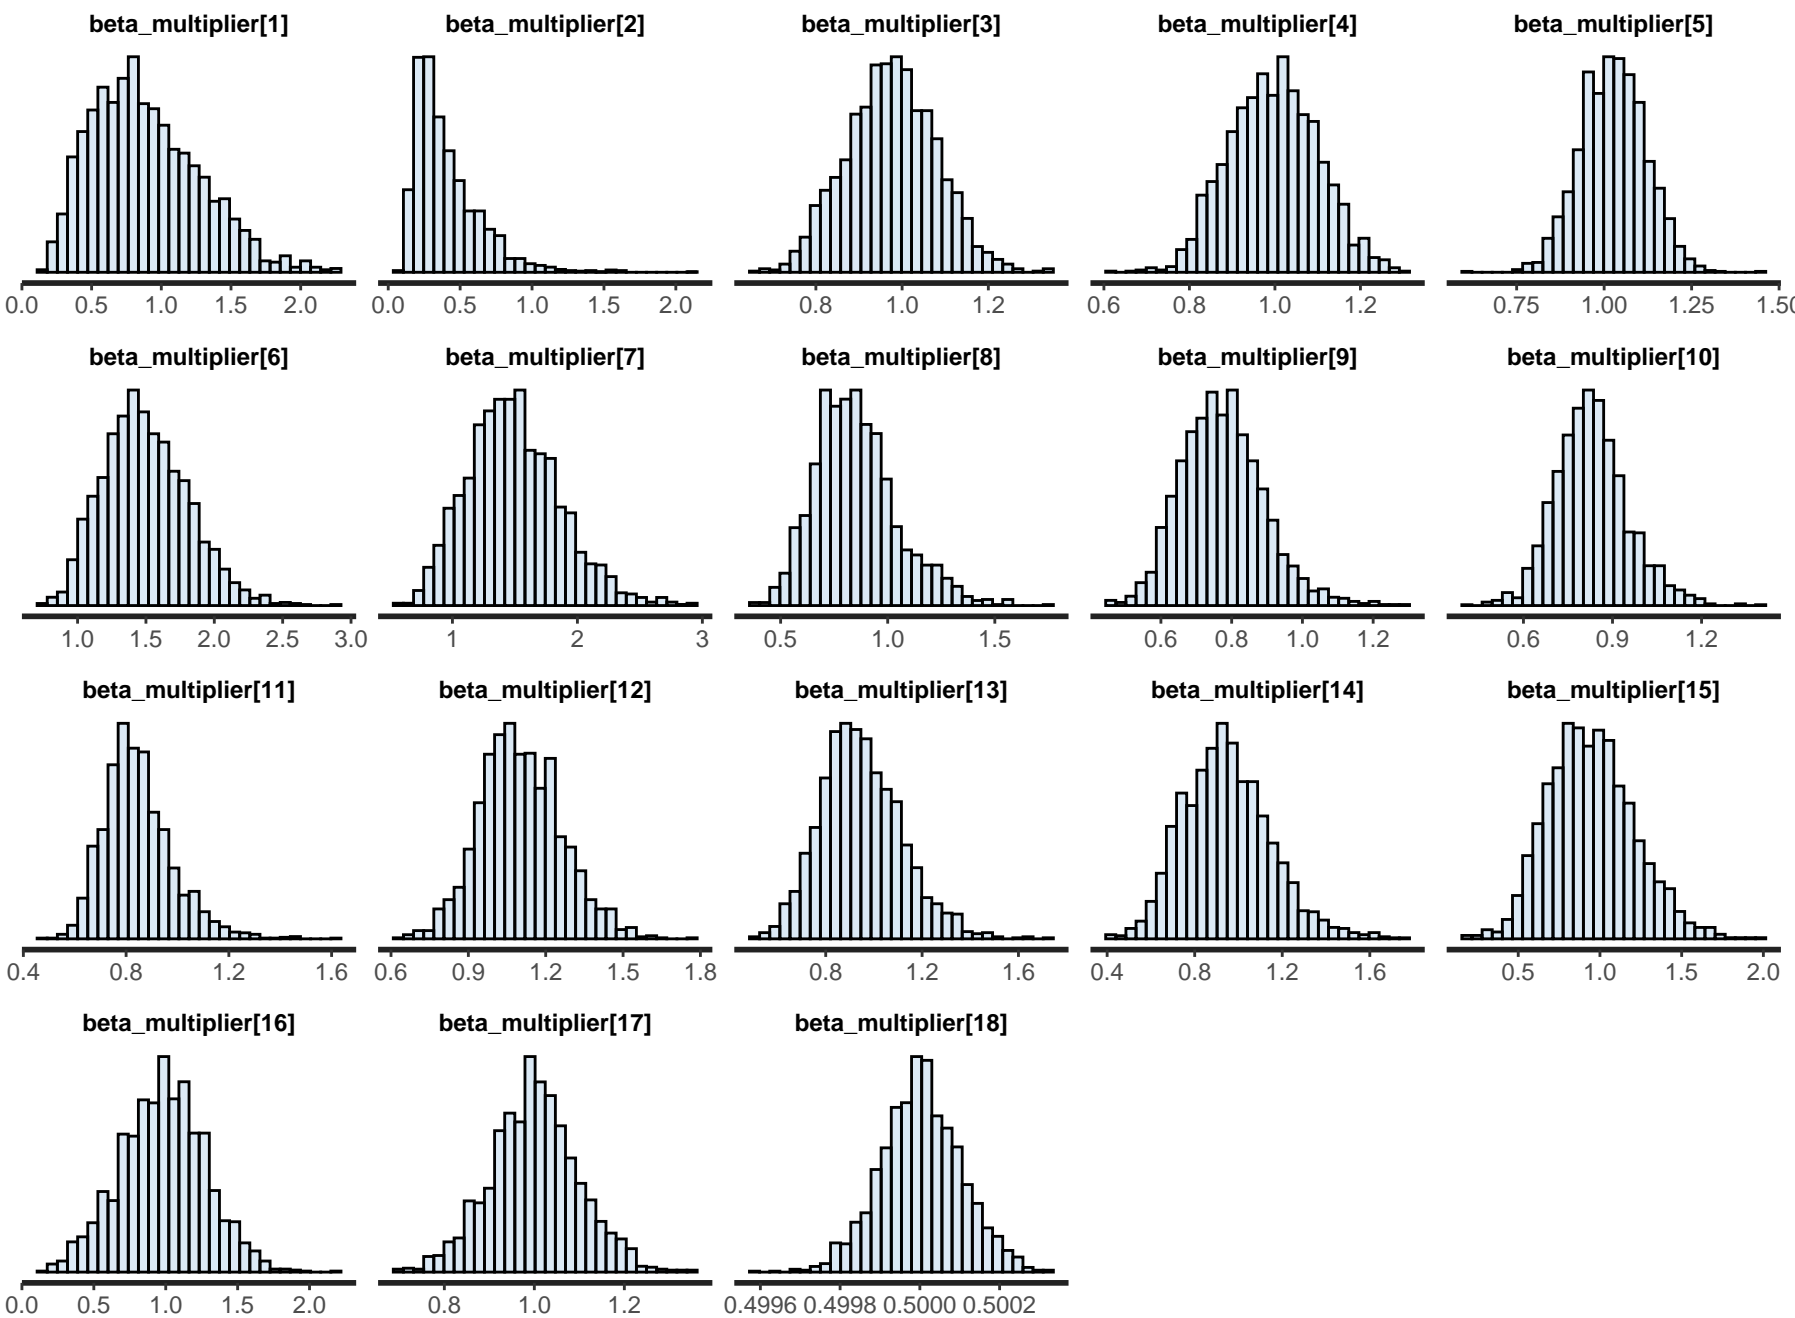 beta_multiplier[1] beta_multiplier[2] beta_multiplier[3] beta_multiplier[4] beta_multiplier[5]
0.0 0.5 1.0 1.5 2.0 0.0 0.5 1.0 1.5 2.0 0.8 1.0 1.2 0.6 0.8 1.0 1.2 0.75 1.00 1.25 1.50
beta_multiplier[6] beta_multiplier[7] beta_multiplier[8] beta_multiplier[9] beta_multiplier[10]
1.0 1.5 2.0 2.5 3.0 1 2 3 0.5 1.0 1.5 0.6 0.8 1.0 1.2 0.6 0.9 1.2
beta_multiplier[11] beta_multiplier[12] beta_multiplier[13] beta_multiplier[14] beta_multiplier[15]
0.4 0.8 1.2 1.6 0.6 0.9 1.2 1.5 1.8 0.8 1.2 1.6 0.4 0.8 1.2 1.6 0.5 1.0 1.5 2.0
beta_multiplier[16] beta_multiplier[17] beta_multiplier[18]
0.0 0.5 1.0 1.5 2.0 0.8 1.0 1.2 0.4996 0.4998 0.5000 0.5002